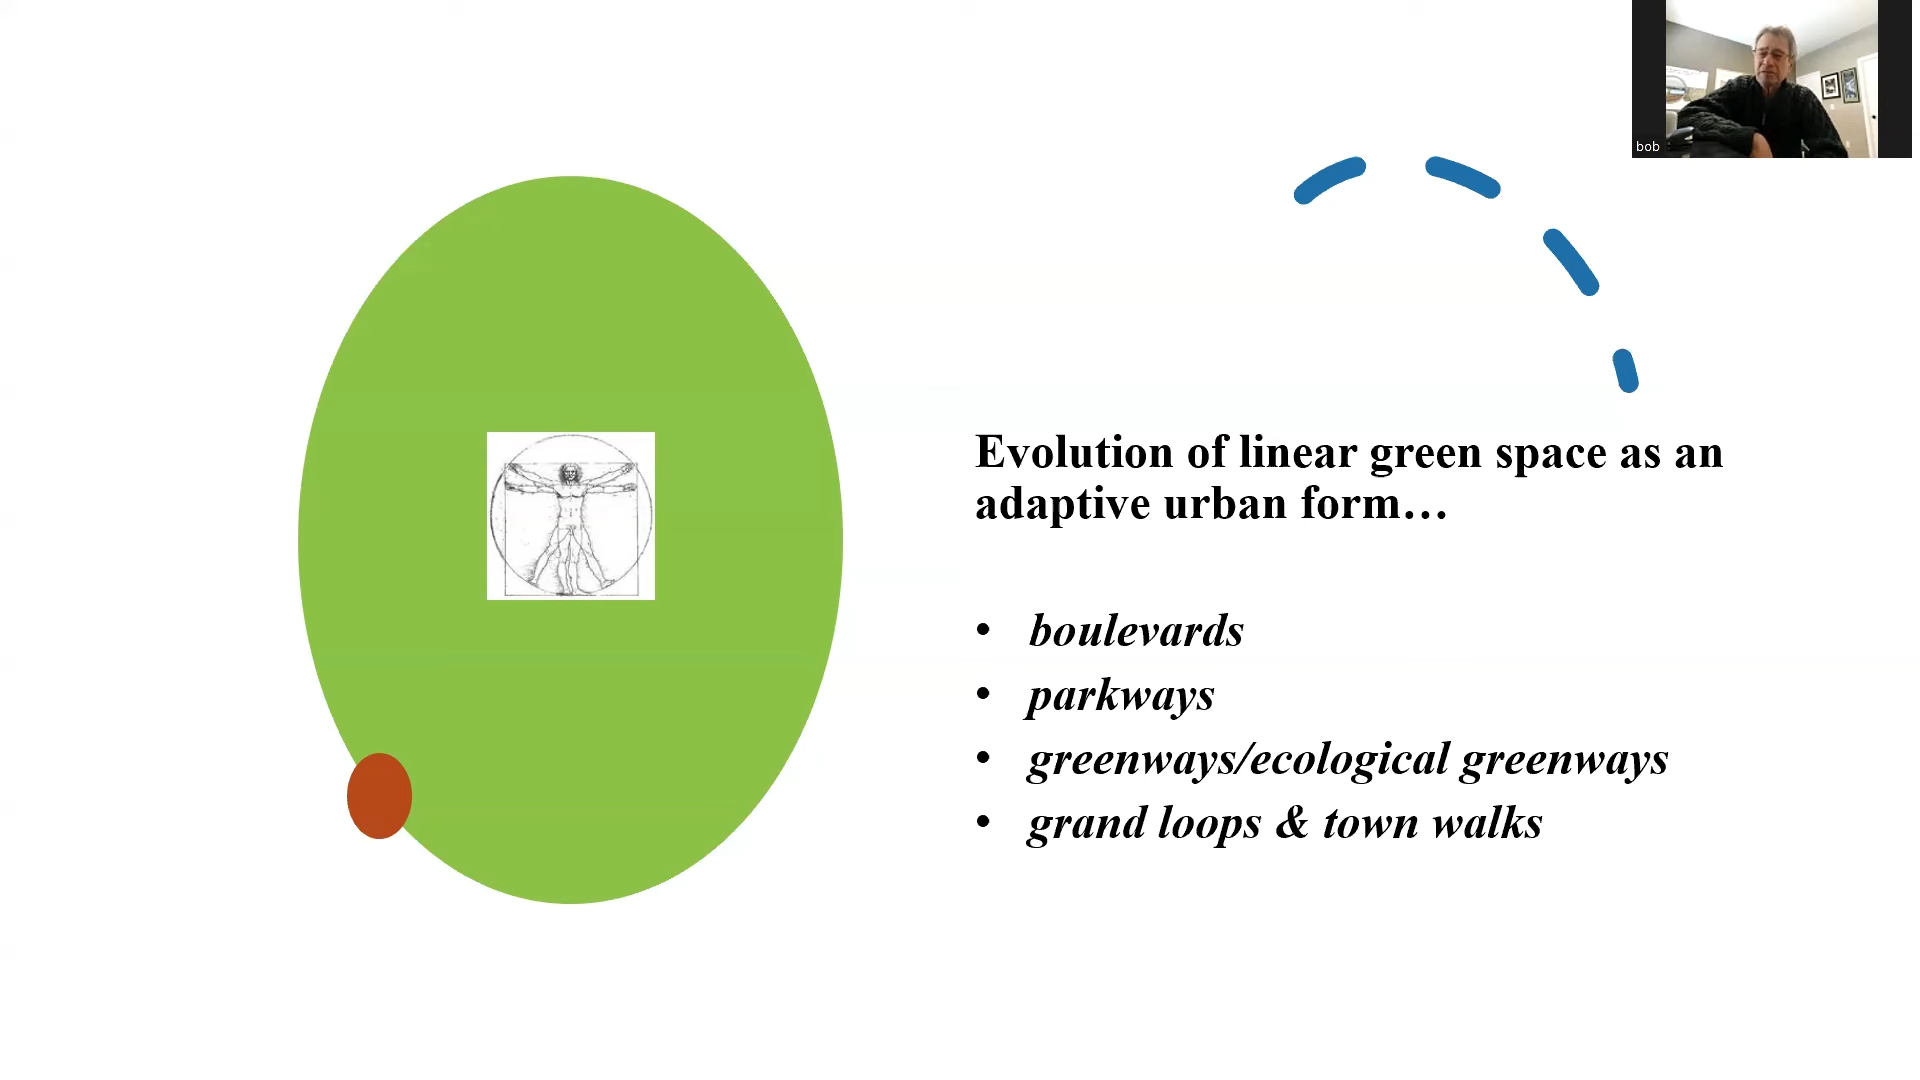 bob
Evolution of linear green space as an
adaptive urban form…
• boulevards
• parkways
• greenways/ecological greenways
• grand loops & town walks